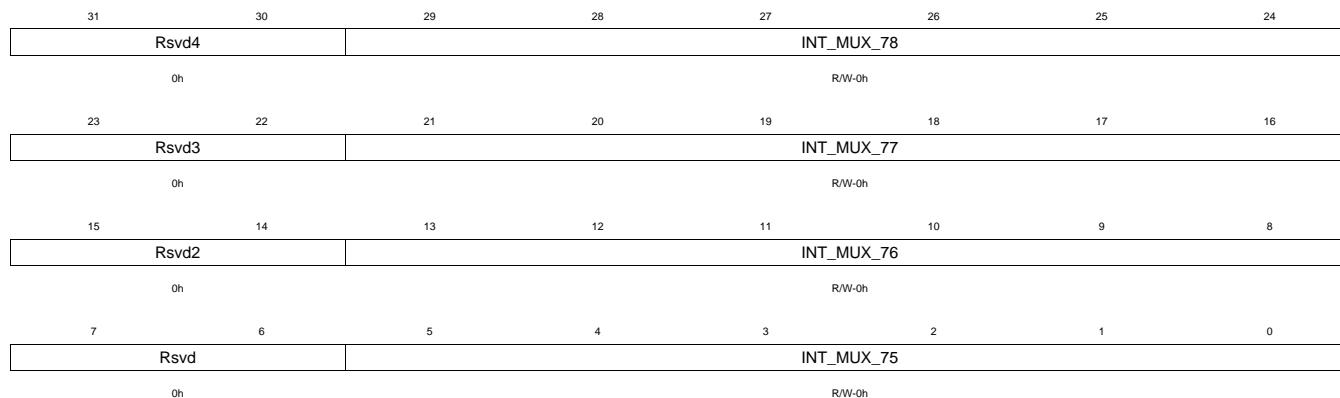 31 30 29 28 27 26 25 24
Rsvd4 INT_MUX_78
0h R/W-0h
23 22 21 20 19 18 17 16
Rsvd3 INT_MUX_77
0h R/W-0h
15 14 13 12 11 10 9 8
Rsvd2 INT_MUX_76
0h R/W-0h
7 6 5 4 3 2 1 0
Rsvd INT_MUX_75
0h R/W-0h